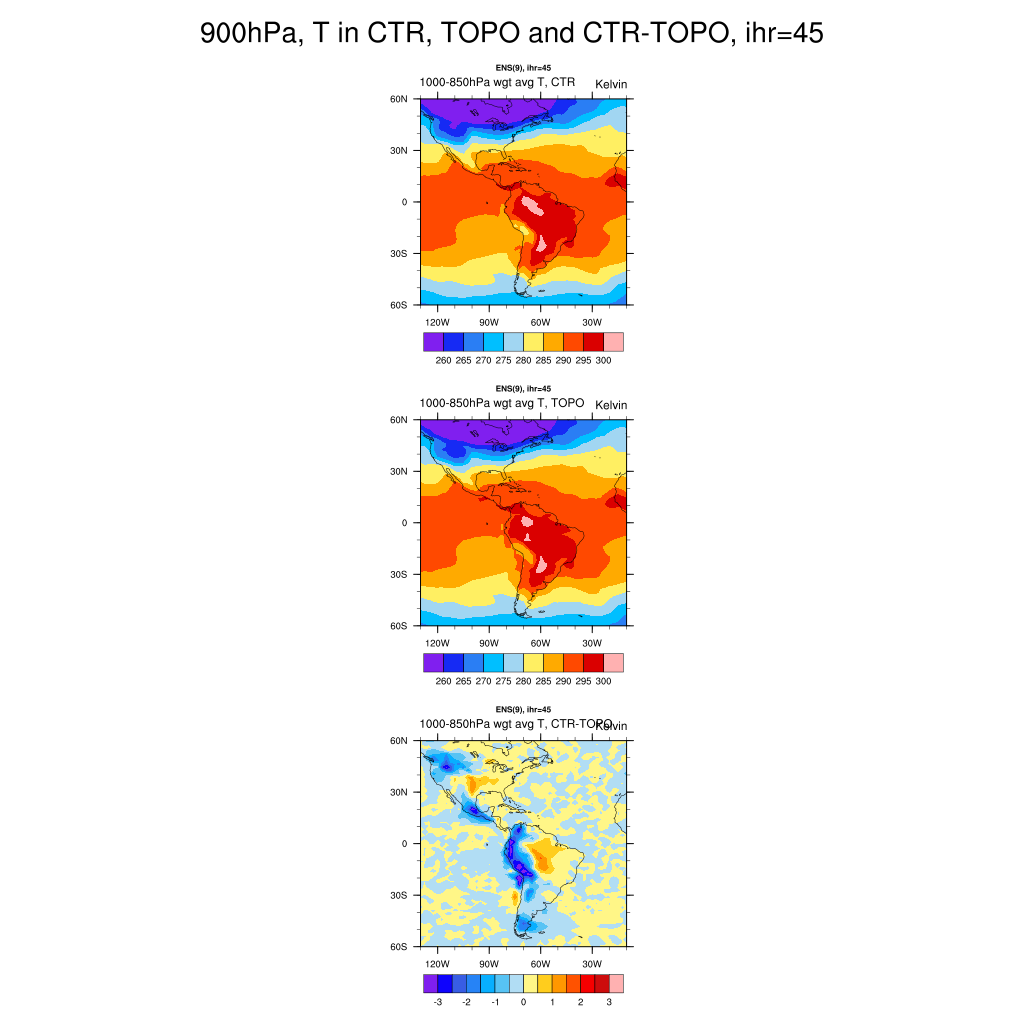 900hPa, T in CTR, TOPO and CTR-TOPO, ihr=45
ENS(9), ihr=45
1000-850hPa wgt avg T, CTR Kelvin
60N
30N
0
30S
60S
120W 90W 60W 30W
260 265 270 275 280 285 290 295 300
ENS(9), ihr=45
1000-850hPa wgt avg T, TOPO Kelvin
60N
30N
0
30S
60S
120W 90W 60W 30W
260 265 270 275 280 285 290 295 300
ENS(9), ihr=45
1000-850hPa wgt avg T, CTR-TOPO Kelvin
60N
30N
0
30S
60S
120W 90W 60W 30W
-3 -2 -1 0 1 2 3